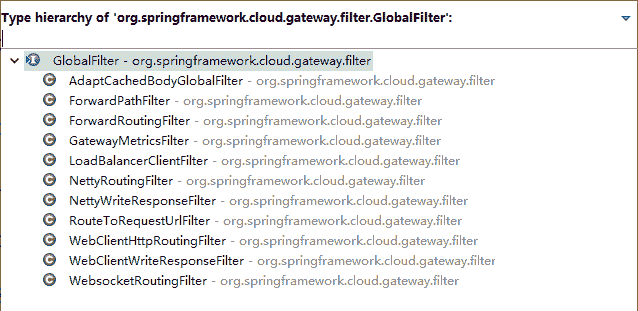 Type hierarchy of 'org.springframework.cloud.gateway.filter.GlobalFilter':
GlobalFilter - org.springframework.cloud.gateway.filter
AdaptCachedBodyGlobalFilter - org.springframework.cloud.gateway.filter
ForwardPathFilter - org.springframework.cloud.gateway.filter
ForwardRoutingFilter - org.springframework.cloud.gateway.filter
GatewayMetricsFilter - org.springframework.cloud.gateway.filter
LoadBalancerClientFilter - org.springframework.cloud.gateway.filter
NettyRoutingFilter - org.springframework.cloud.gateway.filter
NettyWriteResponseFilter - org.springframework.cloud.gateway.filter
RouteToRequestUrlFilter - org.springframework.cloud.gateway.filter
WebClientHttpRoutingFilter - org.springframework.cloud.gateway.filter
WebClientWriteResponseFilter - org.springframework.cloud.gateway.filter
WebsocketRoutingFilter - org.springframework.cloud.gateway.filter